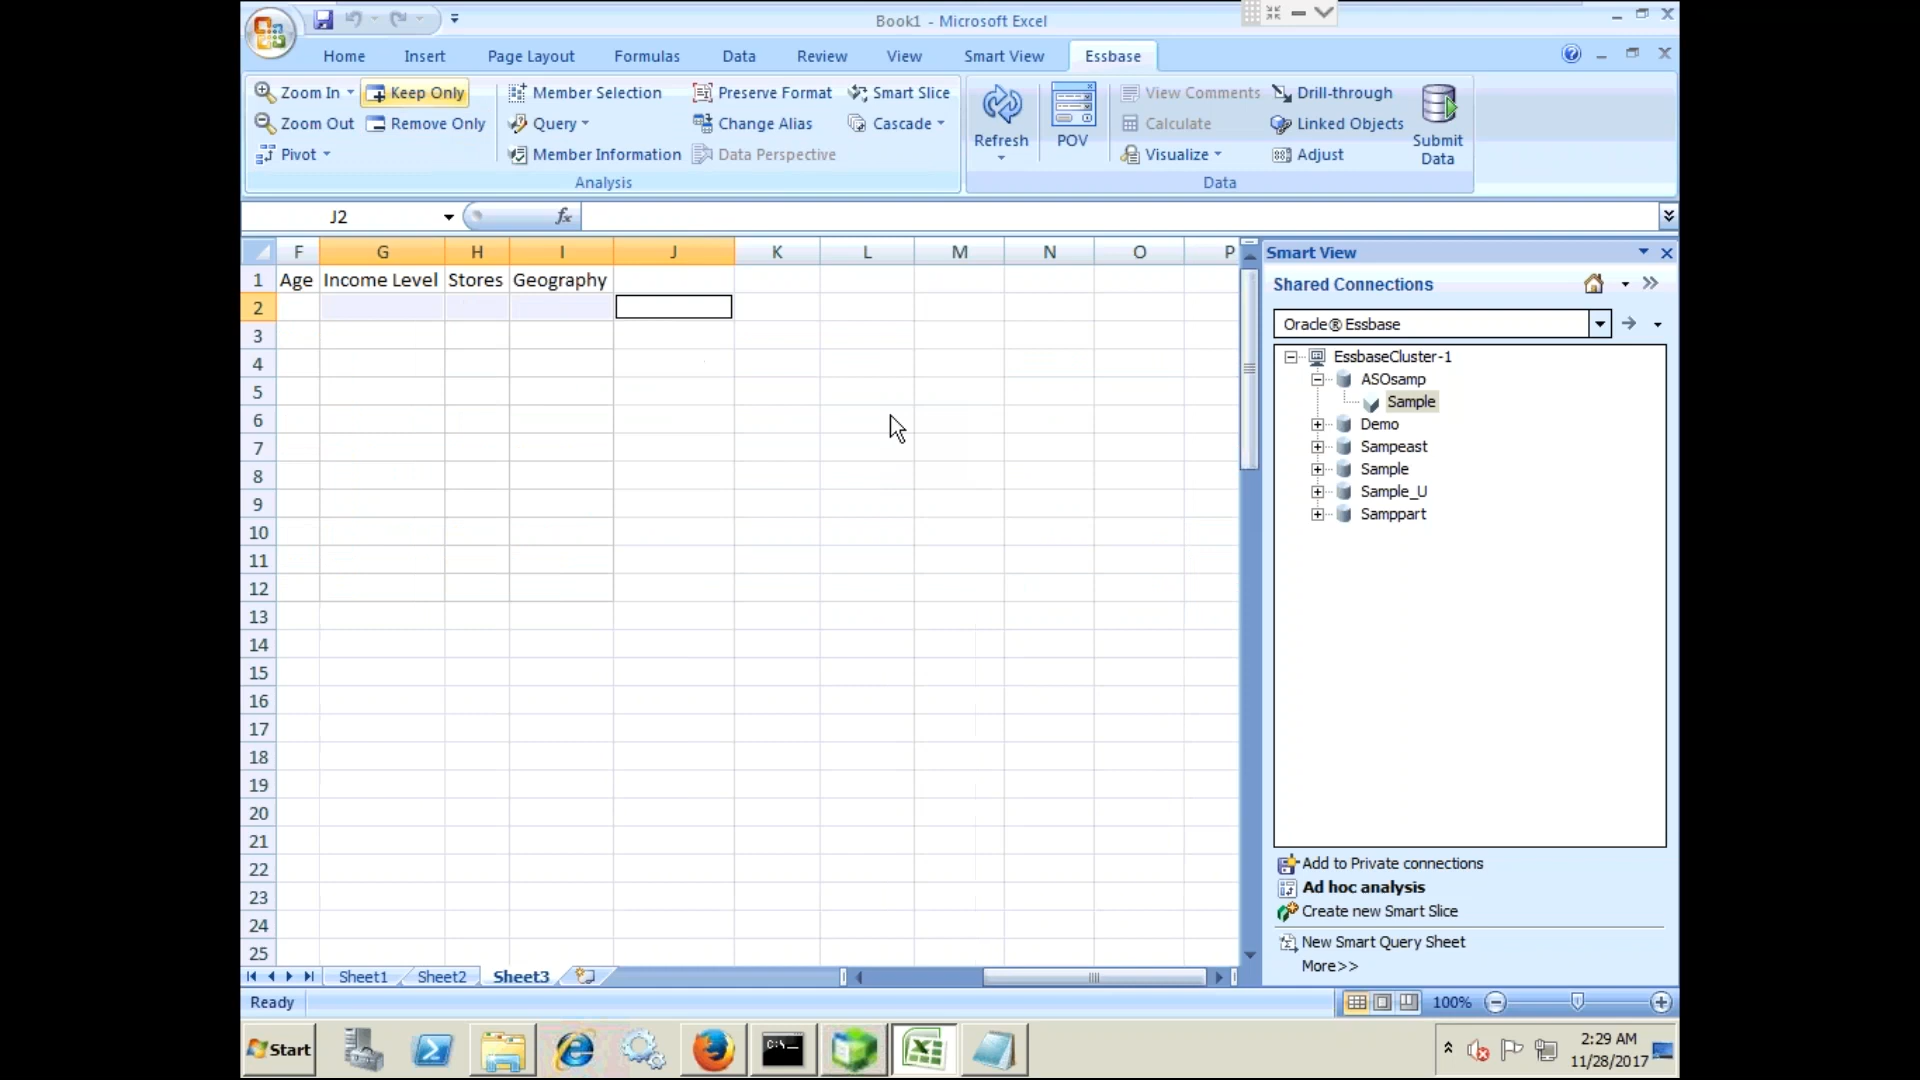 Book1 - Microsoft Excel
Home Insert Page Layout Formulas Data Review View Smart View Essbase
Zoom In Keep Only Member Selection Preserve Format Smart Slice View Comments Drill-through
Zoom Out Remove Only Query Change Alias Cascade Refresh POV Calculate Linked Objects Submit Data
Pivot Member Information Data Perspective Visualize Adjust
Analysis Data
J2 fx
F G H I J K L M N O P
1 Age Income Level Stores Geography
2
3
4
5
6
7
8
9
10
11
12
13
14
15
16
17
18
19
20
21
22
23
24
25
Smart View
Shared Connections
Oracle® Essbase
EssbaseCluster-1
ASOsamp
Sample
Demo
Sampeast
Sample
Sample_U
Samppart
Add to Private connections
Ad hoc analysis
Create new Smart Slice
New Smart Query Sheet
More>>
Sheet1 Sheet2 Sheet3
Ready 100%
Start C:\ 2:29 AM
11/28/2017